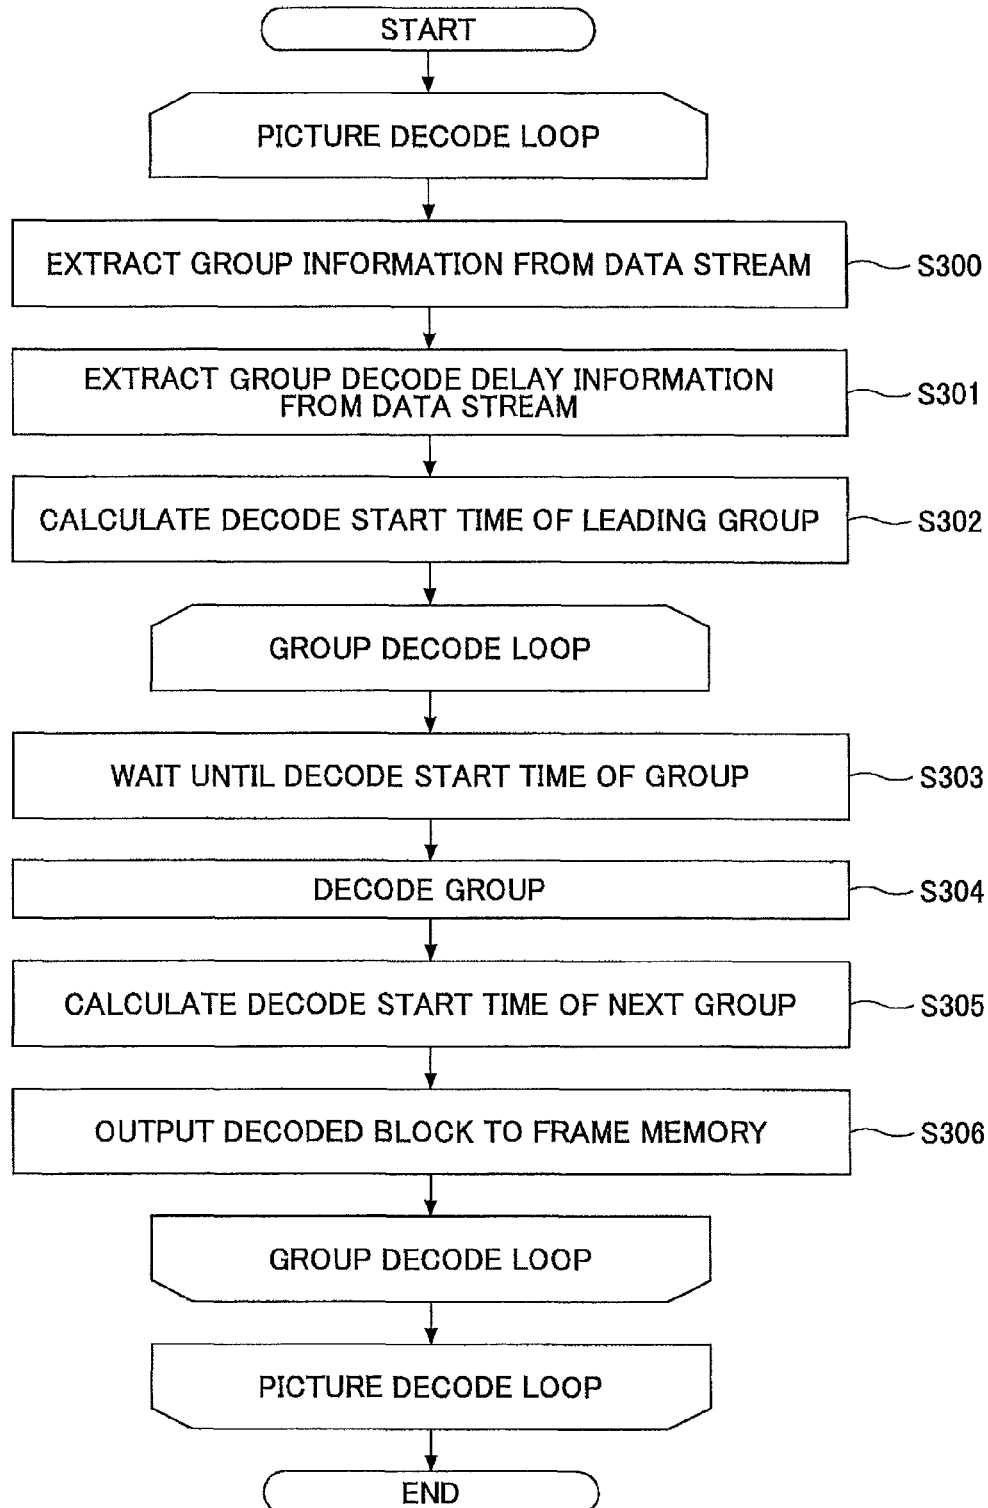 START
PICTURE DECODE LOOP
EXTRACT GROUP INFORMATION FROM DATA STREAM
S300
EXTRACT GROUP DECODE DELAY INFORMATION
FROM DATA STREAM
S301
CALCULATE DECODE START TIME OF LEADING GROUP
S302
GROUP DECODE LOOP
WAIT UNTIL DECODE START TIME OF GROUP
S303
DECODE GROUP
S304
CALCULATE DECODE START TIME OF NEXT GROUP
S305
OUTPUT DECODED BLOCK TO FRAME MEMORY
S306
GROUP DECODE LOOP
PICTURE DECODE LOOP
END